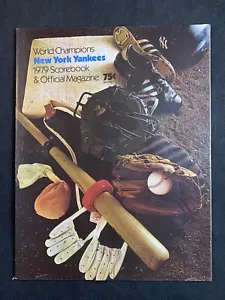 World Champions
New York Yankees
1979 Scorebook
& Official Magazine 75¢